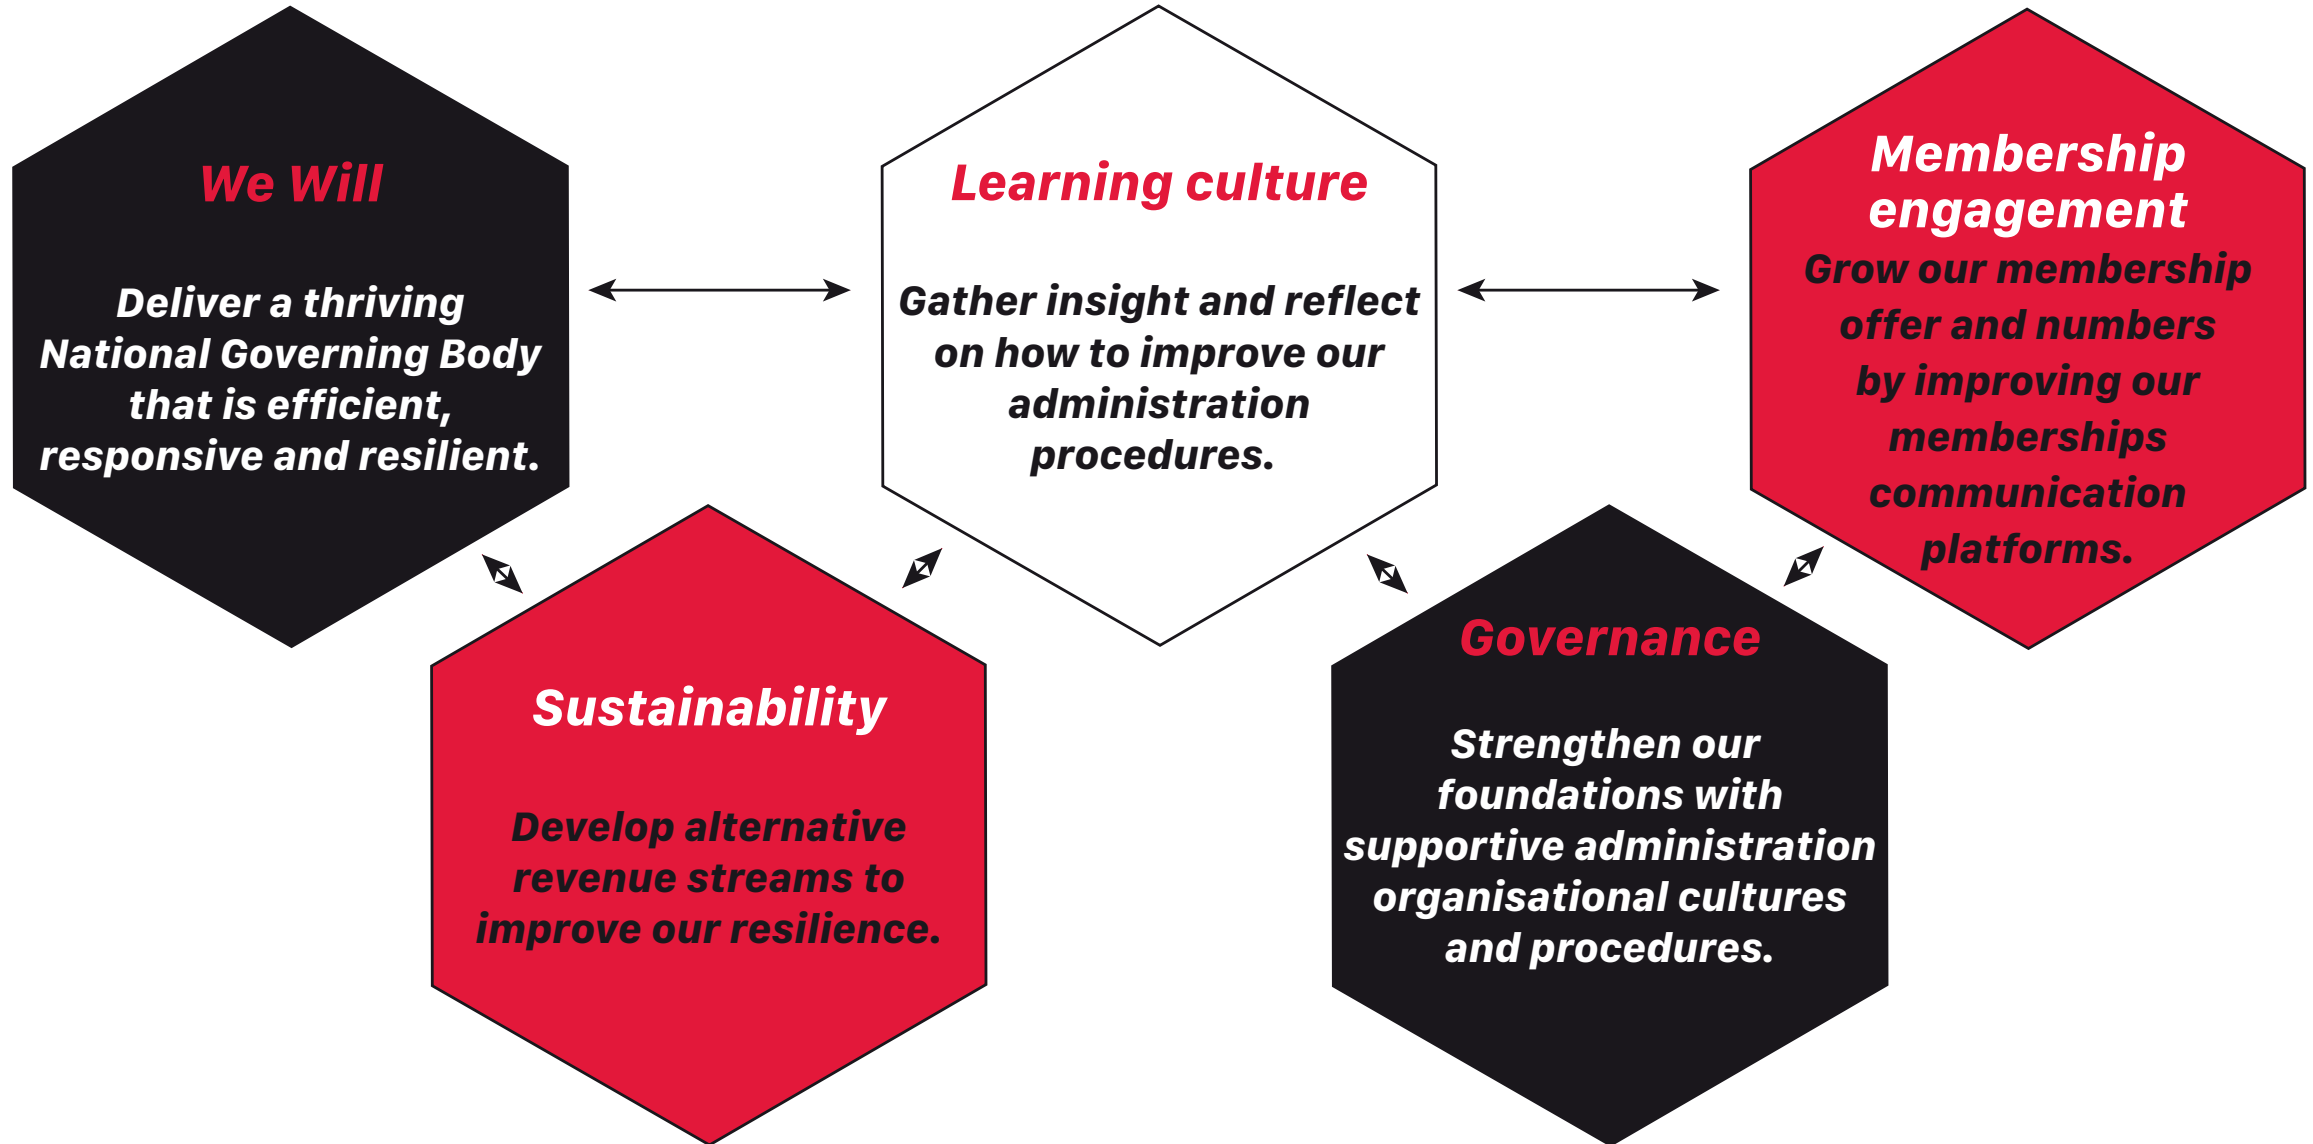 We Will
Deliver a thriving
National Governing Body
that is efficient,
responsive and resilient.
Learning culture
Gather insight and reflect
on how to improve our
administration
procedures.
Membership
engagement
Grow our membership
offer and numbers
by improving our
memberships
communication
platforms.
Sustainability
Develop alternative
revenue streams to
improve our resilience.
Governance
Strengthen our
foundations with
supportive administration
organisational cultures
and procedures.